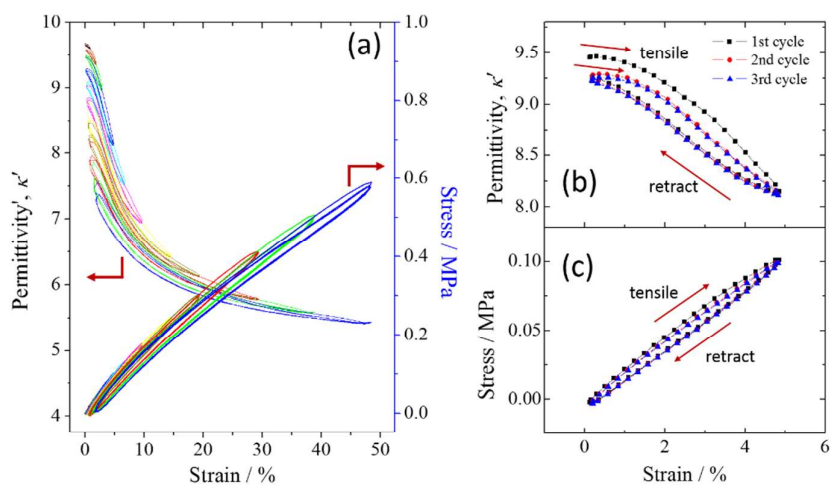 (a)
10
9
8
7
6
5
4
Permittivity, κ′
0
10
20
30
40
50
Strain / %
1.0
0.8
0.6
0.4
0.2
0.0
Stress / MPa
(b)
9.5
9.0
8.5
8.0
Permittivity, κ′
tensile
retract
1st cycle
2nd cycle
3rd cycle
(c)
0.10
0.05
0.00
Stress / MPa
tensile
retract
0
2
4
6
Strain / %